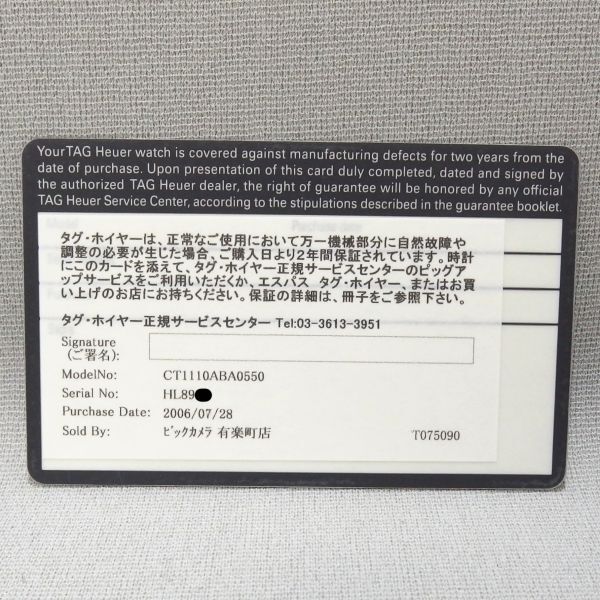 Your TAG Heuer watch is covered against manufacturing defects for two years from the
date of purchase. Upon presentation of this card duly completed, dated and signed by
the authorized TAG Heuer dealer, the right of guarantee will be honored by any official
TAG Heuer Service Center, according to the stipulations described in the guarantee booklet.
Model
Purchase date
タグ・ホイヤーは、正常なご使用において万一機械部分に自然故障や
調整の必要が生じた場合、ご購入日より2年間保証されています。時計
にこのカードを添えて、タグ・ホイヤー正規サービスセンターのピッグア
ップサービスをご利用いただくか、エスパス タグ・ホイヤー、またはお買
い上げのお店にお持ちください。保証の詳細は、冊子をご参照下さい。
タグ・ホイヤー正規サービスセンター Tel:03-3613-3951
Signature
(ご署名):
ModelNo: CT1110ABA0550
Serial No: HL89
Purchase Date: 2006/07/28
Sold By: ビックカメラ 有楽町店 T075090